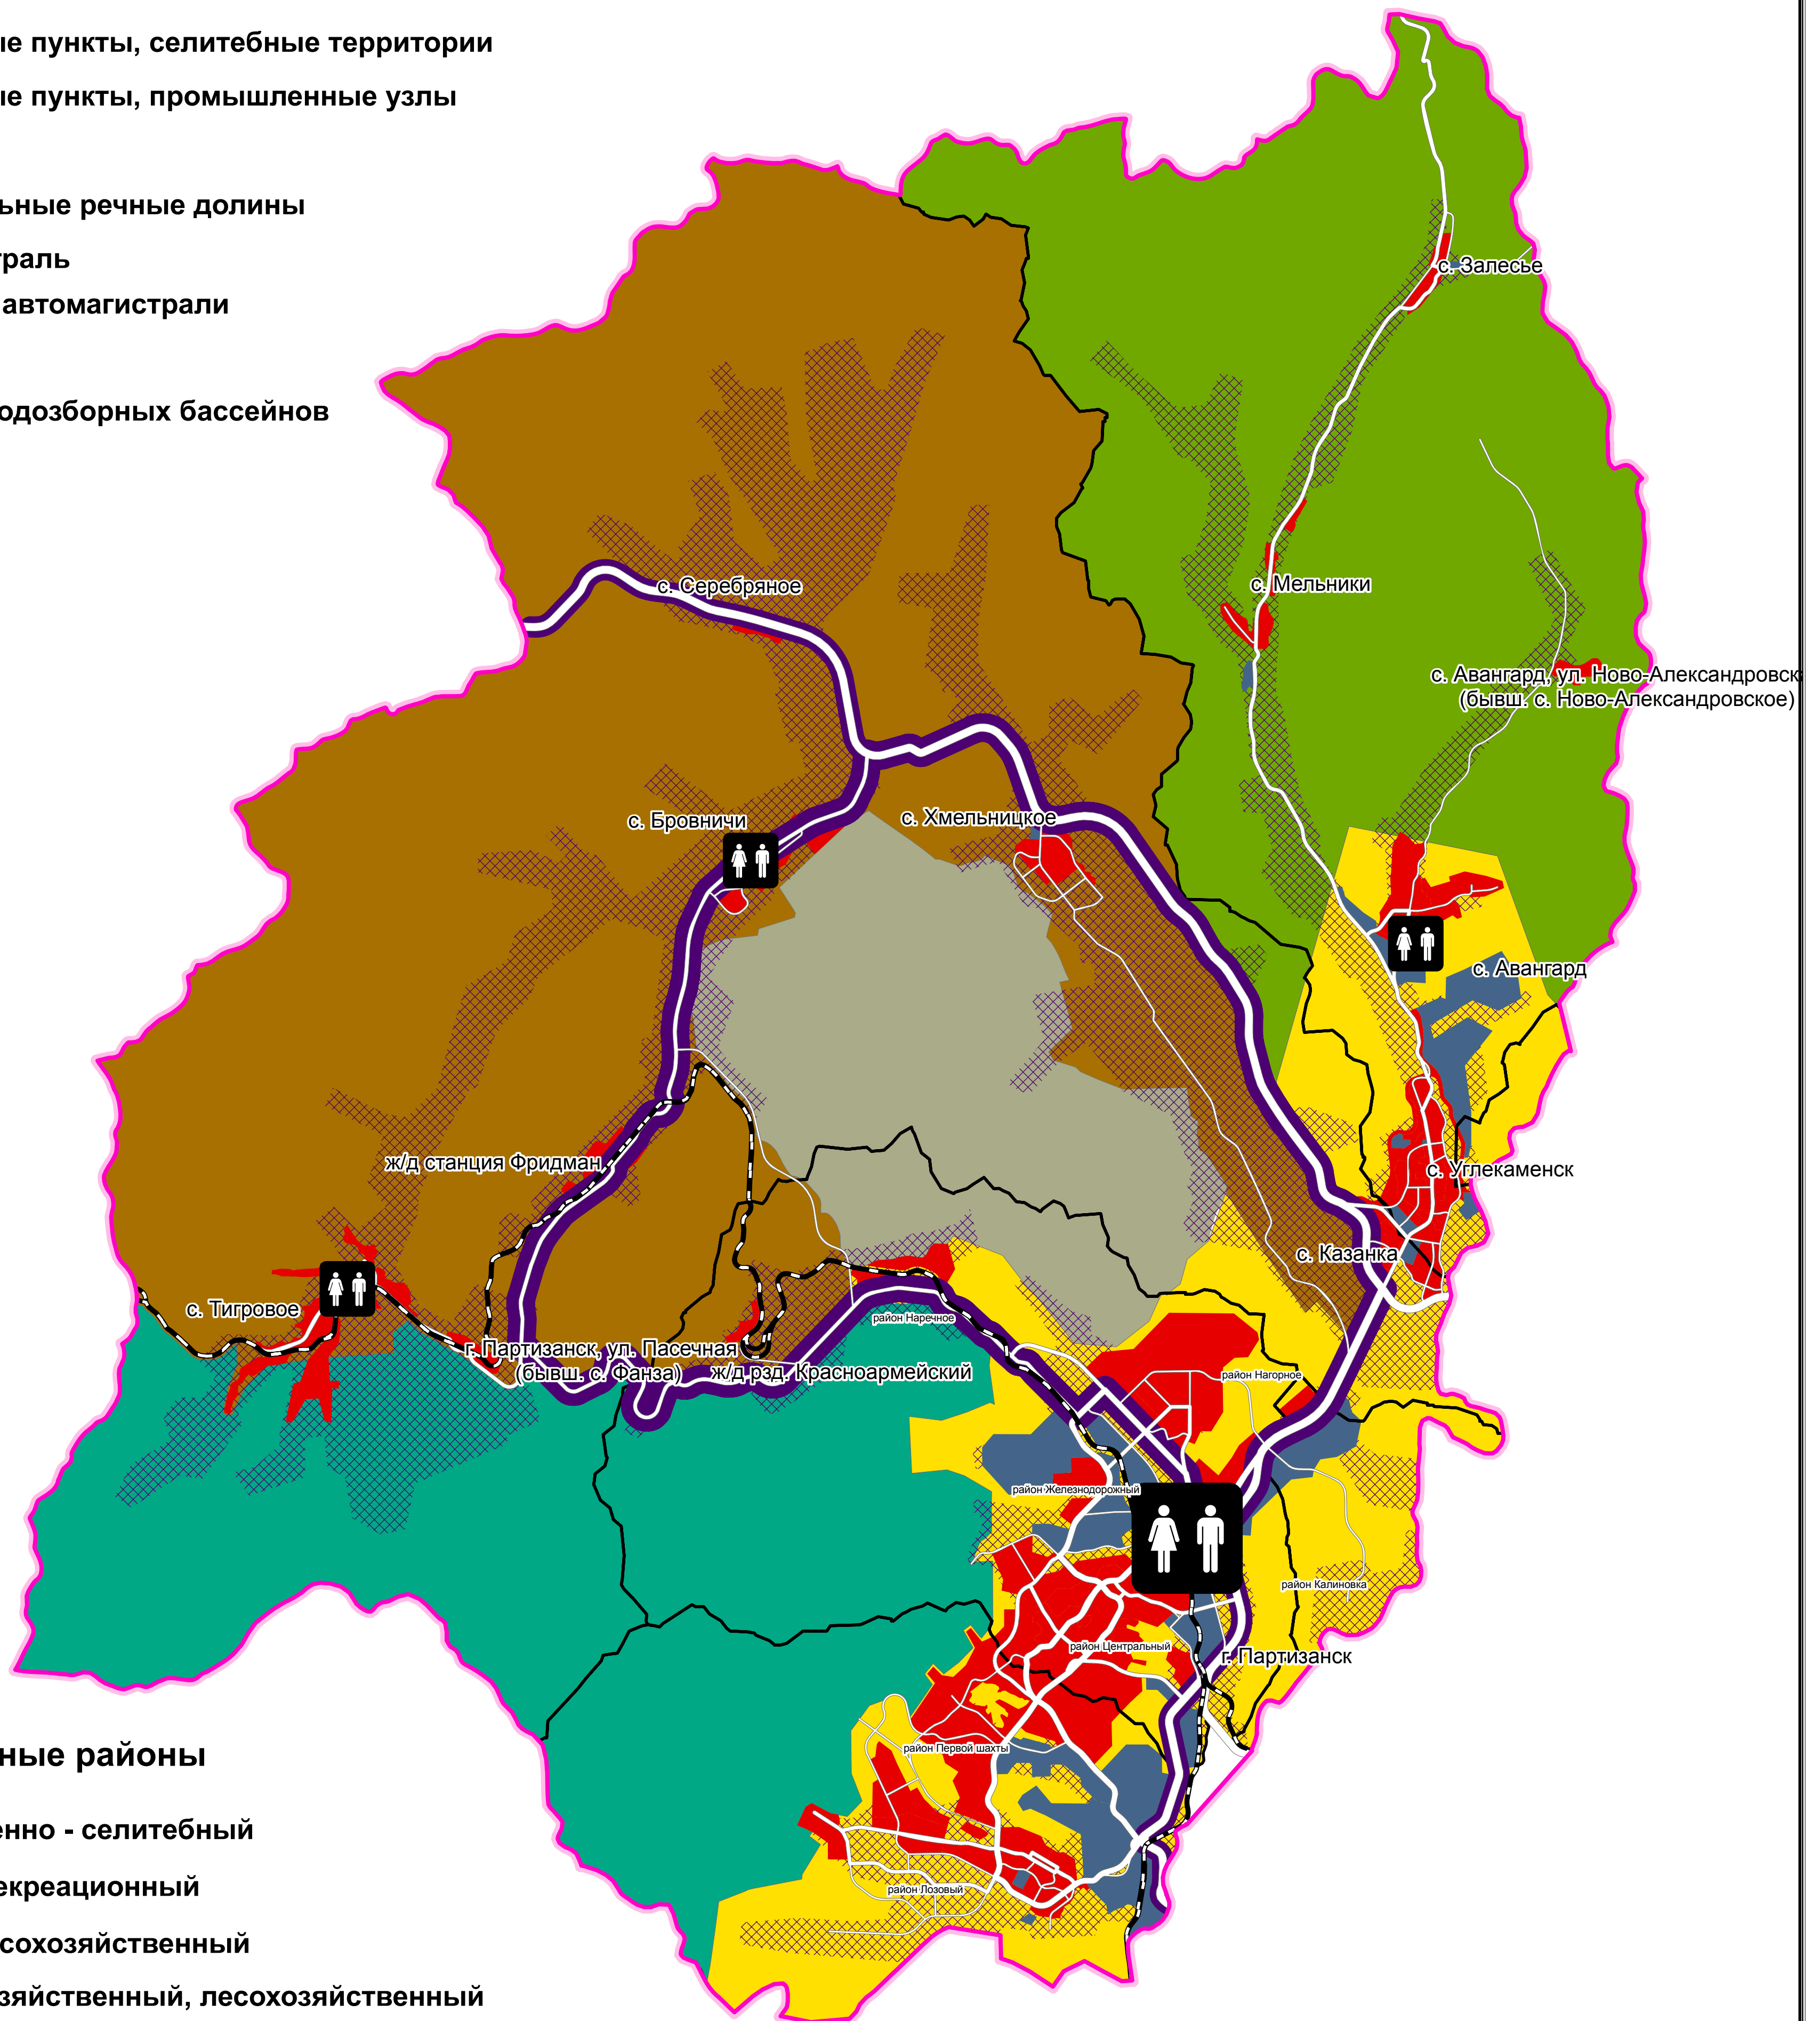 ые пункты, селитебные территории
ые пункты, промышленные узлы
ьные речные долины
граль
автомагистрали
одозборных бассейнов
с. Залесье
с. Серебряное
с. Мельники
с. Авангард, ул. Ново-Александровск
(бывш. с. Ново-Александровское)
с. Бровничи
с. Хмельницкое
с. Авангард
ж/д станция Фридман
с. Углекаменск
с. Казанка
с. Тигровое
район Наречное
г. Партизанск, ул. Пасечная
(бывш. с. Фанза)
ж/д рзд. Красноармейский
район Нагорное
район Железнодорожный
район Калиновка
район Центральный
г. Партизанск
район Первой шахты
район Лозовый
ные районы
енно - селитебный
екреационный
сохозяйственный
зяйственный, лесохозяйственный